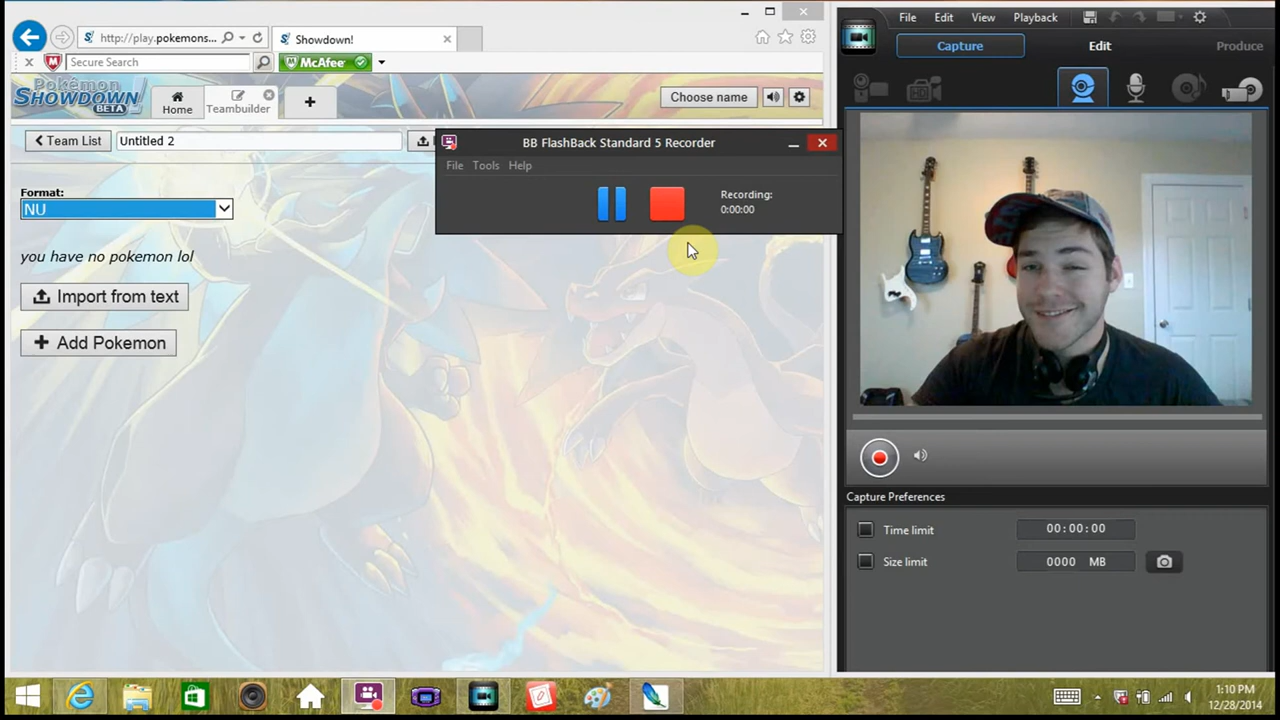 http://play.pokemons...
Showdown!
Secure Search
McAfee
Pokémon
SHOWDOWN!
BETA
Home
Teambuilder
Choose name
Team List
Untitled 2
Format:
NU
you have no pokemon lol
Import from text
Add Pokemon
BB FlashBack Standard 5 Recorder
File Tools Help
Recording:
0:00:00
File Edit View Playback
Capture
Edit
Produce
HD
Capture Preferences
Time limit
00:00:00
Size limit
0000 MB
1:10 PM
12/28/2014